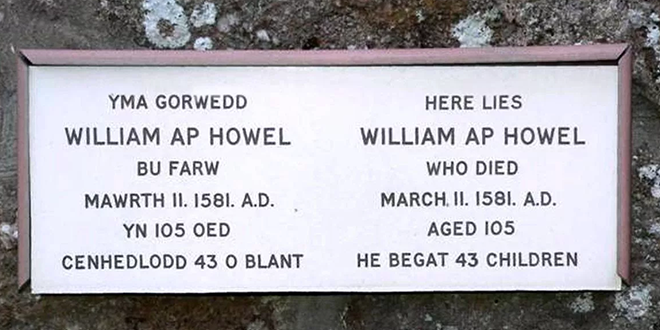 YMA GORWEDD
WILLIAM AP HOWEL
BU FARW
MAWRTH 11. 1581. A.D.
YN 105 OED
CENHEDLODD 43 O BLANT
HERE LIES
WILLIAM AP HOWEL
WHO DIED
MARCH. 11. 1581. A.D.
AGED 105
HE BEGAT 43 CHILDREN